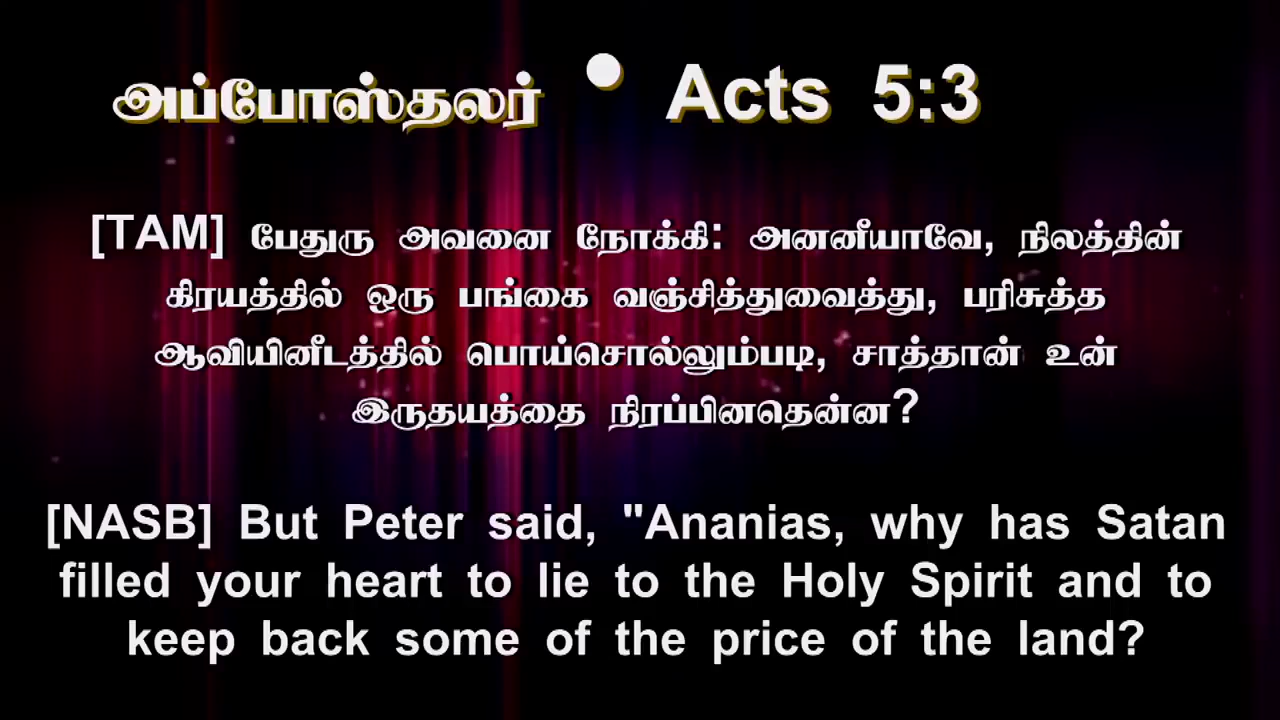 அப்போஸ்தலர் • Acts 5:3
[TAM] பேதுரு அவனை நோக்கி: அனனீயாவே, நிலத்தின்
கிரயத்தில் ஒரு பங்கை வஞ்சித்துவைத்து, பரிசுத்த
ஆவியினீடத்தில் பொய்சொல்லும்படி, சாத்தான் உன்
இருதயத்தை நிரப்பினதென்ன?
[NASB] But Peter said, "Ananias, why has Satan
filled your heart to lie to the Holy Spirit and to
keep back some of the price of the land?